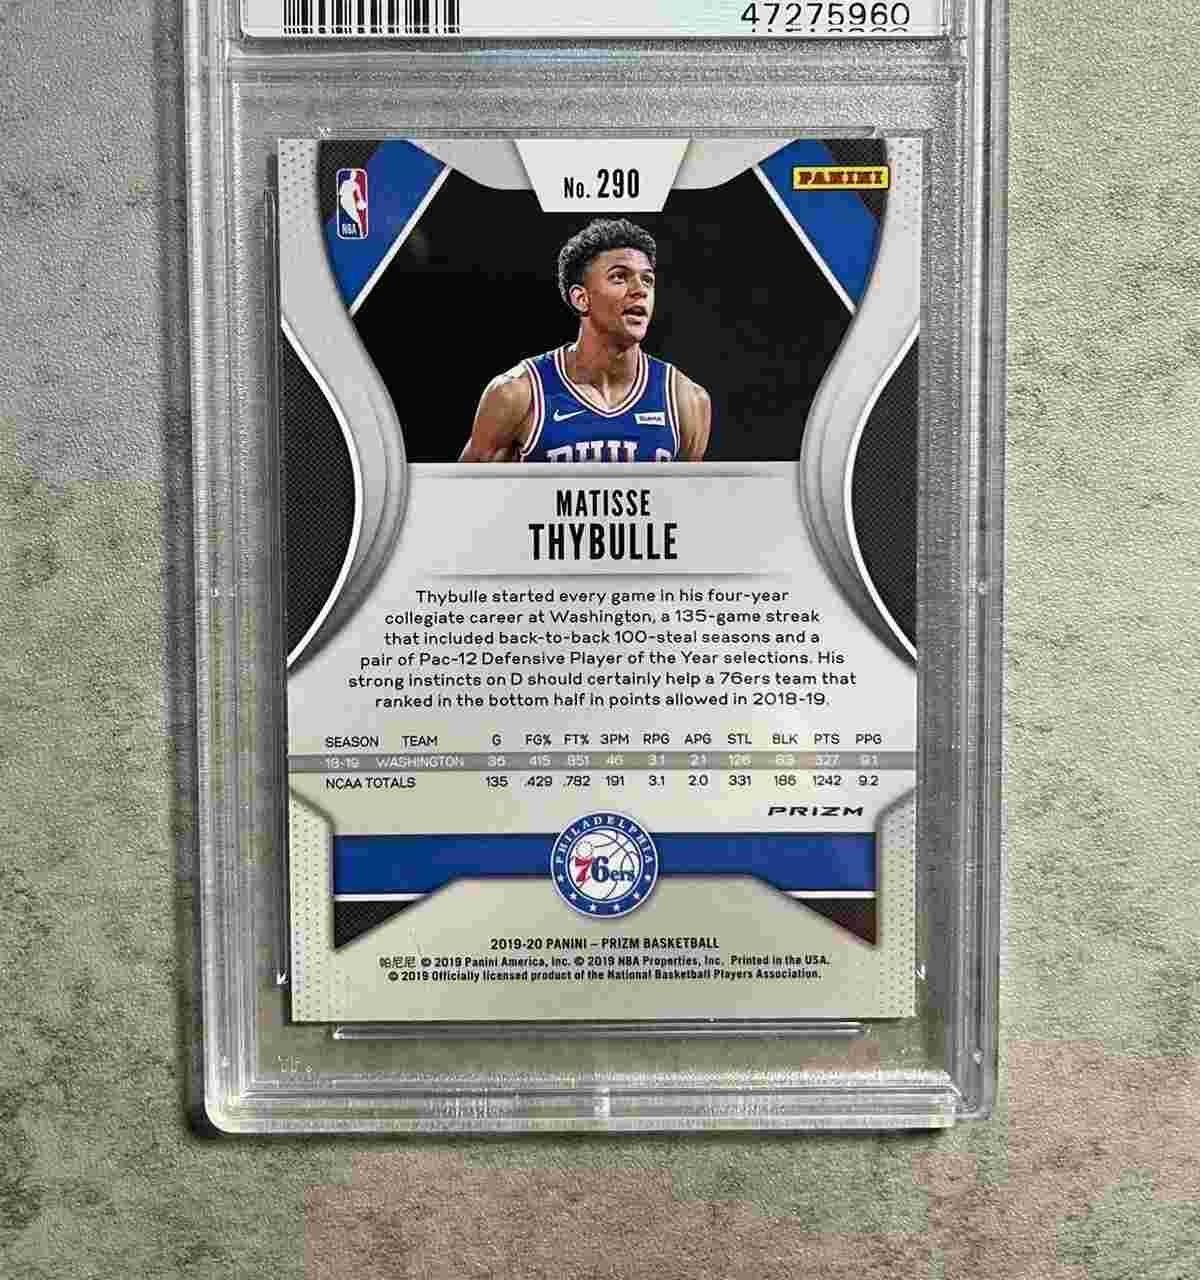 47275960
No. 290
PANINI
NBA
PHILA
MATISSE
THYBULLE
Thybulle started every game in his four-year
collegiate career at Washington, a 135-game streak
that included back-to-back 100-steal seasons and a
pair of Pac-12 Defensive Player of the Year selections. His
strong instincts on D should certainly help a 76ers team that
ranked in the bottom half in points allowed in 2018-19.
SEASON TEAM G FG% FT% 3PM RPG APG STL BLK PTS PPG
18-19 WASHINGTON 36 .415 .851 46 3.1 2.1 126 83 327 9.1
NCAA TOTALS 135 .429 .782 191 3.1 2.0 331 186 1242 9.2
PRIZM
PHILADELPHIA
76ers
2019-20 PANINI – PRIZM BASKETBALL
帕尼尼 © 2019 Panini America, Inc. © 2019 NBA Properties, Inc. Printed in the USA.
© 2019 Officially licensed product of the National Basketball Players Association.